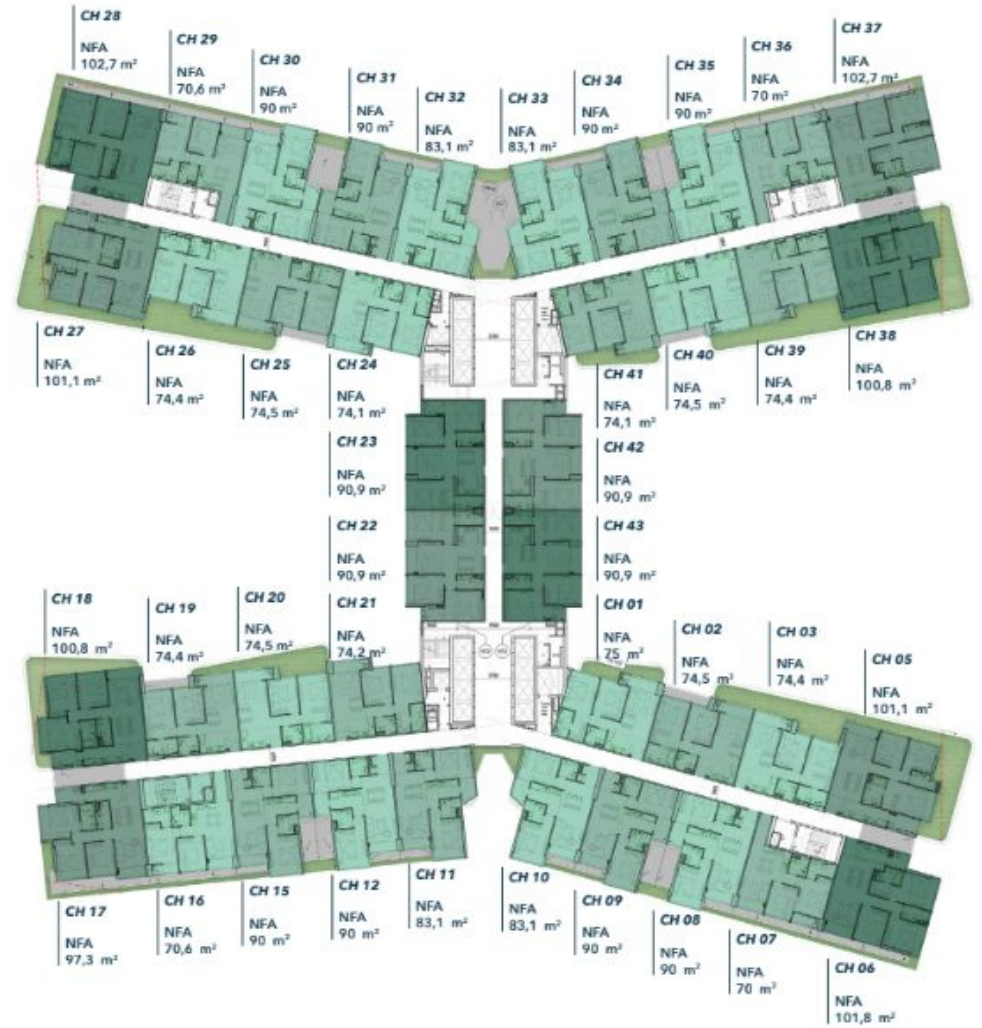 CH 28
NFA
102,7 m²
CH 29
NFA
70,6 m²
CH 30
NFA
90 m²
CH 31
NFA
90 m²
CH 32
NFA
83,1 m²
CH 33
NFA
83,1 m²
CH 34
NFA
90 m²
CH 35
NFA
90 m²
CH 36
NFA
70 m²
CH 37
NFA
102,7 m²
CH 27
NFA
101,1 m²
CH 26
NFA
74,4 m²
CH 25
NFA
74,5 m²
CH 24
NFA
74,1 m²
CH 41
NFA
74,1 m²
CH 40
NFA
74,5 m²
CH 39
NFA
74,4 m²
CH 38
NFA
100,8 m²
CH 23
NFA
90,9 m²
CH 42
NFA
90,9 m²
CH 22
NFA
90,9 m²
CH 43
NFA
90,9 m²
CH 18
NFA
100,8 m²
CH 19
NFA
74,4 m²
CH 20
NFA
74,5 m²
CH 21
NFA
74,2 m²
CH 01
NFA
75 m²
CH 02
NFA
74,5 m²
CH 03
NFA
74,4 m²
CH 05
NFA
101,1 m²
CH 17
NFA
97,3 m²
CH 16
NFA
70,6 m²
CH 15
NFA
90 m²
CH 12
NFA
90 m²
CH 11
NFA
83,1 m²
CH 10
NFA
83,1 m²
CH 09
NFA
90 m²
CH 08
NFA
90 m²
CH 07
NFA
70 m²
CH 06
NFA
101,8 m²